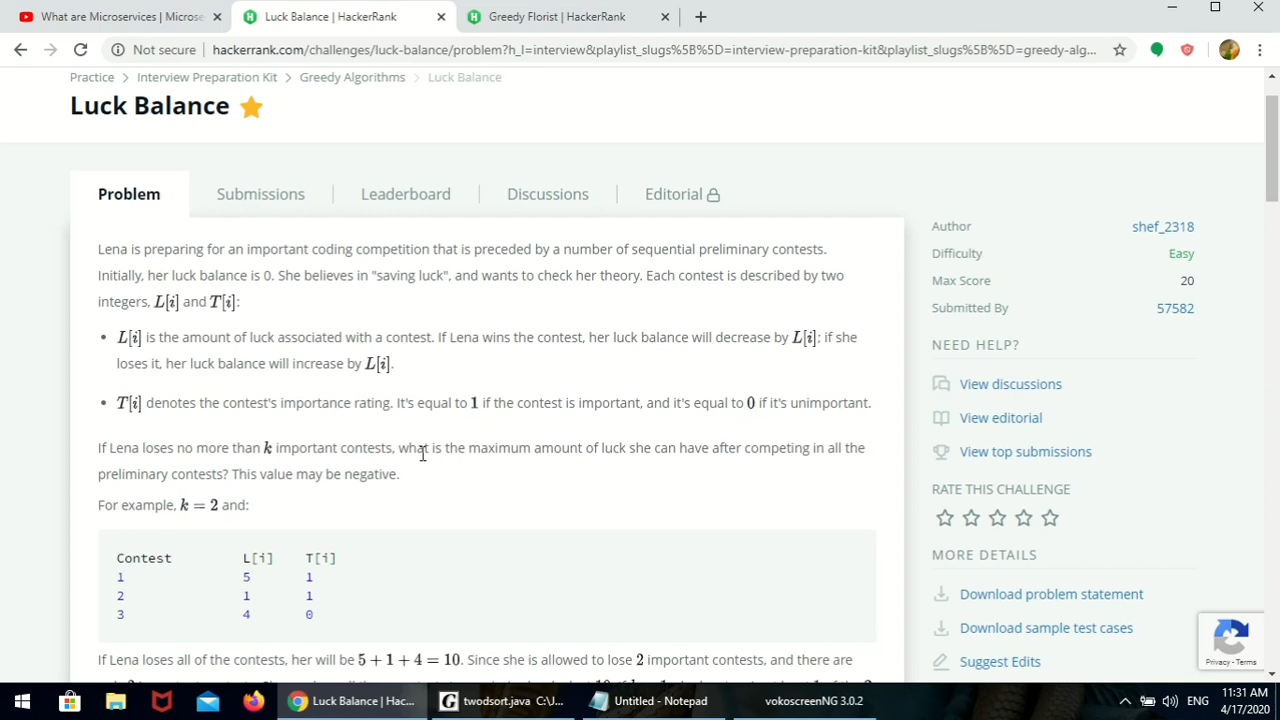 What are Microservices | Microse
Luck Balance | HackerRank
Greedy Florist | HackerRank
Not secure
hackerrank.com/challenges/luck-balance/problem?h_l=interview&playlist_slugs%5B%5D=interview-preparation-kit&playlist_slugs%5B%5D=greedy-alg...
Practice > Interview Preparation Kit > Greedy Algorithms > Luck Balance
Luck Balance
Problem
Submissions
Leaderboard
Discussions
Editorial
Lena is preparing for an important coding competition that is preceded by a number of sequential preliminary contests.
Initially, her luck balance is 0. She believes in "saving luck", and wants to check her theory. Each contest is described by two
integers, L[i] and T[i]:
• L[i] is the amount of luck associated with a contest. If Lena wins the contest, her luck balance will decrease by L[i]; if she
loses it, her luck balance will increase by L[i].
• T[i] denotes the contest's importance rating. It's equal to 1 if the contest is important, and it's equal to 0 if it's unimportant.
If Lena loses no more than k important contests, what is the maximum amount of luck she can have after competing in all the
preliminary contests? This value may be negative.
For example, k = 2 and:
Contest L[i] T[i]
1 5 1
2 1 1
3 4 0
If Lena loses all of the contests, her will be 5 + 1 + 4 = 10. Since she is allowed to lose 2 important contests, and there are
Author shef_2318
Difficulty Easy
Max Score 20
Submitted By 57582
NEED HELP?
View discussions
View editorial
View top submissions
RATE THIS CHALLENGE
MORE DETAILS
Download problem statement
Download sample test cases
Suggest Edits
Privacy - Terms
Luck Balance | Hac...
twodsort.java C:\J...
Untitled - Notepad
vokoscreenNG 3.0.2
ENG
11:31 AM
4/17/2020